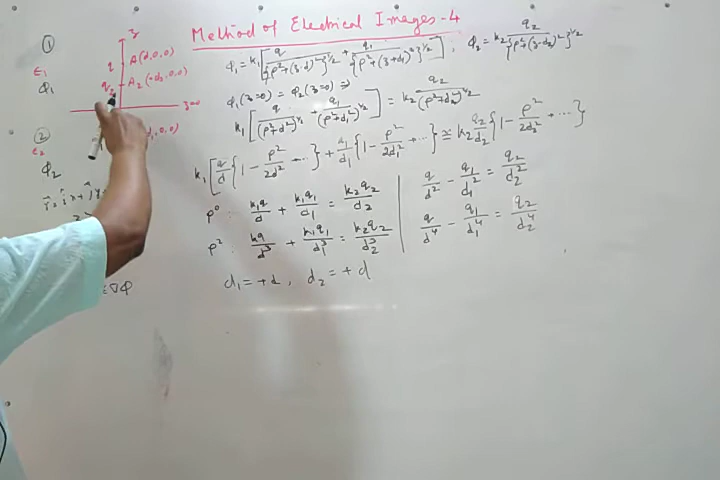 Method of Electrical Images - 4
①
z
q A(d,0,0)
ε₁
Φ₁
q₂ A₂(+d₂,0,0)
z=0
②
ε₂
d₁,0,0)
Φ₂
∇Φ
Φ₁ = k₁[q/{ρ²+(z-d)²}^{1/2} + q₁/{ρ²+(z+d₁)²}^{1/2}] ; Φ₂ = k₂ q₂/{ρ²+(z-d₂)²}^{1/2}
Φ₁(z=0) = Φ₂(z=0) ⇒
k₁[q/(ρ²+d²)^{1/2} + q₁/(ρ²+d₁²)^{1/2}] = k₂ q₂/(ρ²+d₂²)^{1/2}
k₁[q/d {1 - ρ²/2d² ...} + q₁/d₁ {1 - ρ²/2d₁² + ...}] ≃ k₂ q₂/d₂ {1 - ρ²/2d₂² + ...}
ρ⁰ : k₁q/d + k₁q₁/d₁ = k₂q₂/d₂
ρ² : kq/d³ + k₁q₁/d₁³ = k₂q₂/d₂³
d₁ = +d, d₂ = +d
q/d² - q₁/d₁² = q₂/d₂²
q/d⁴ - q₁/d₁⁴ = q₂/d₂⁴